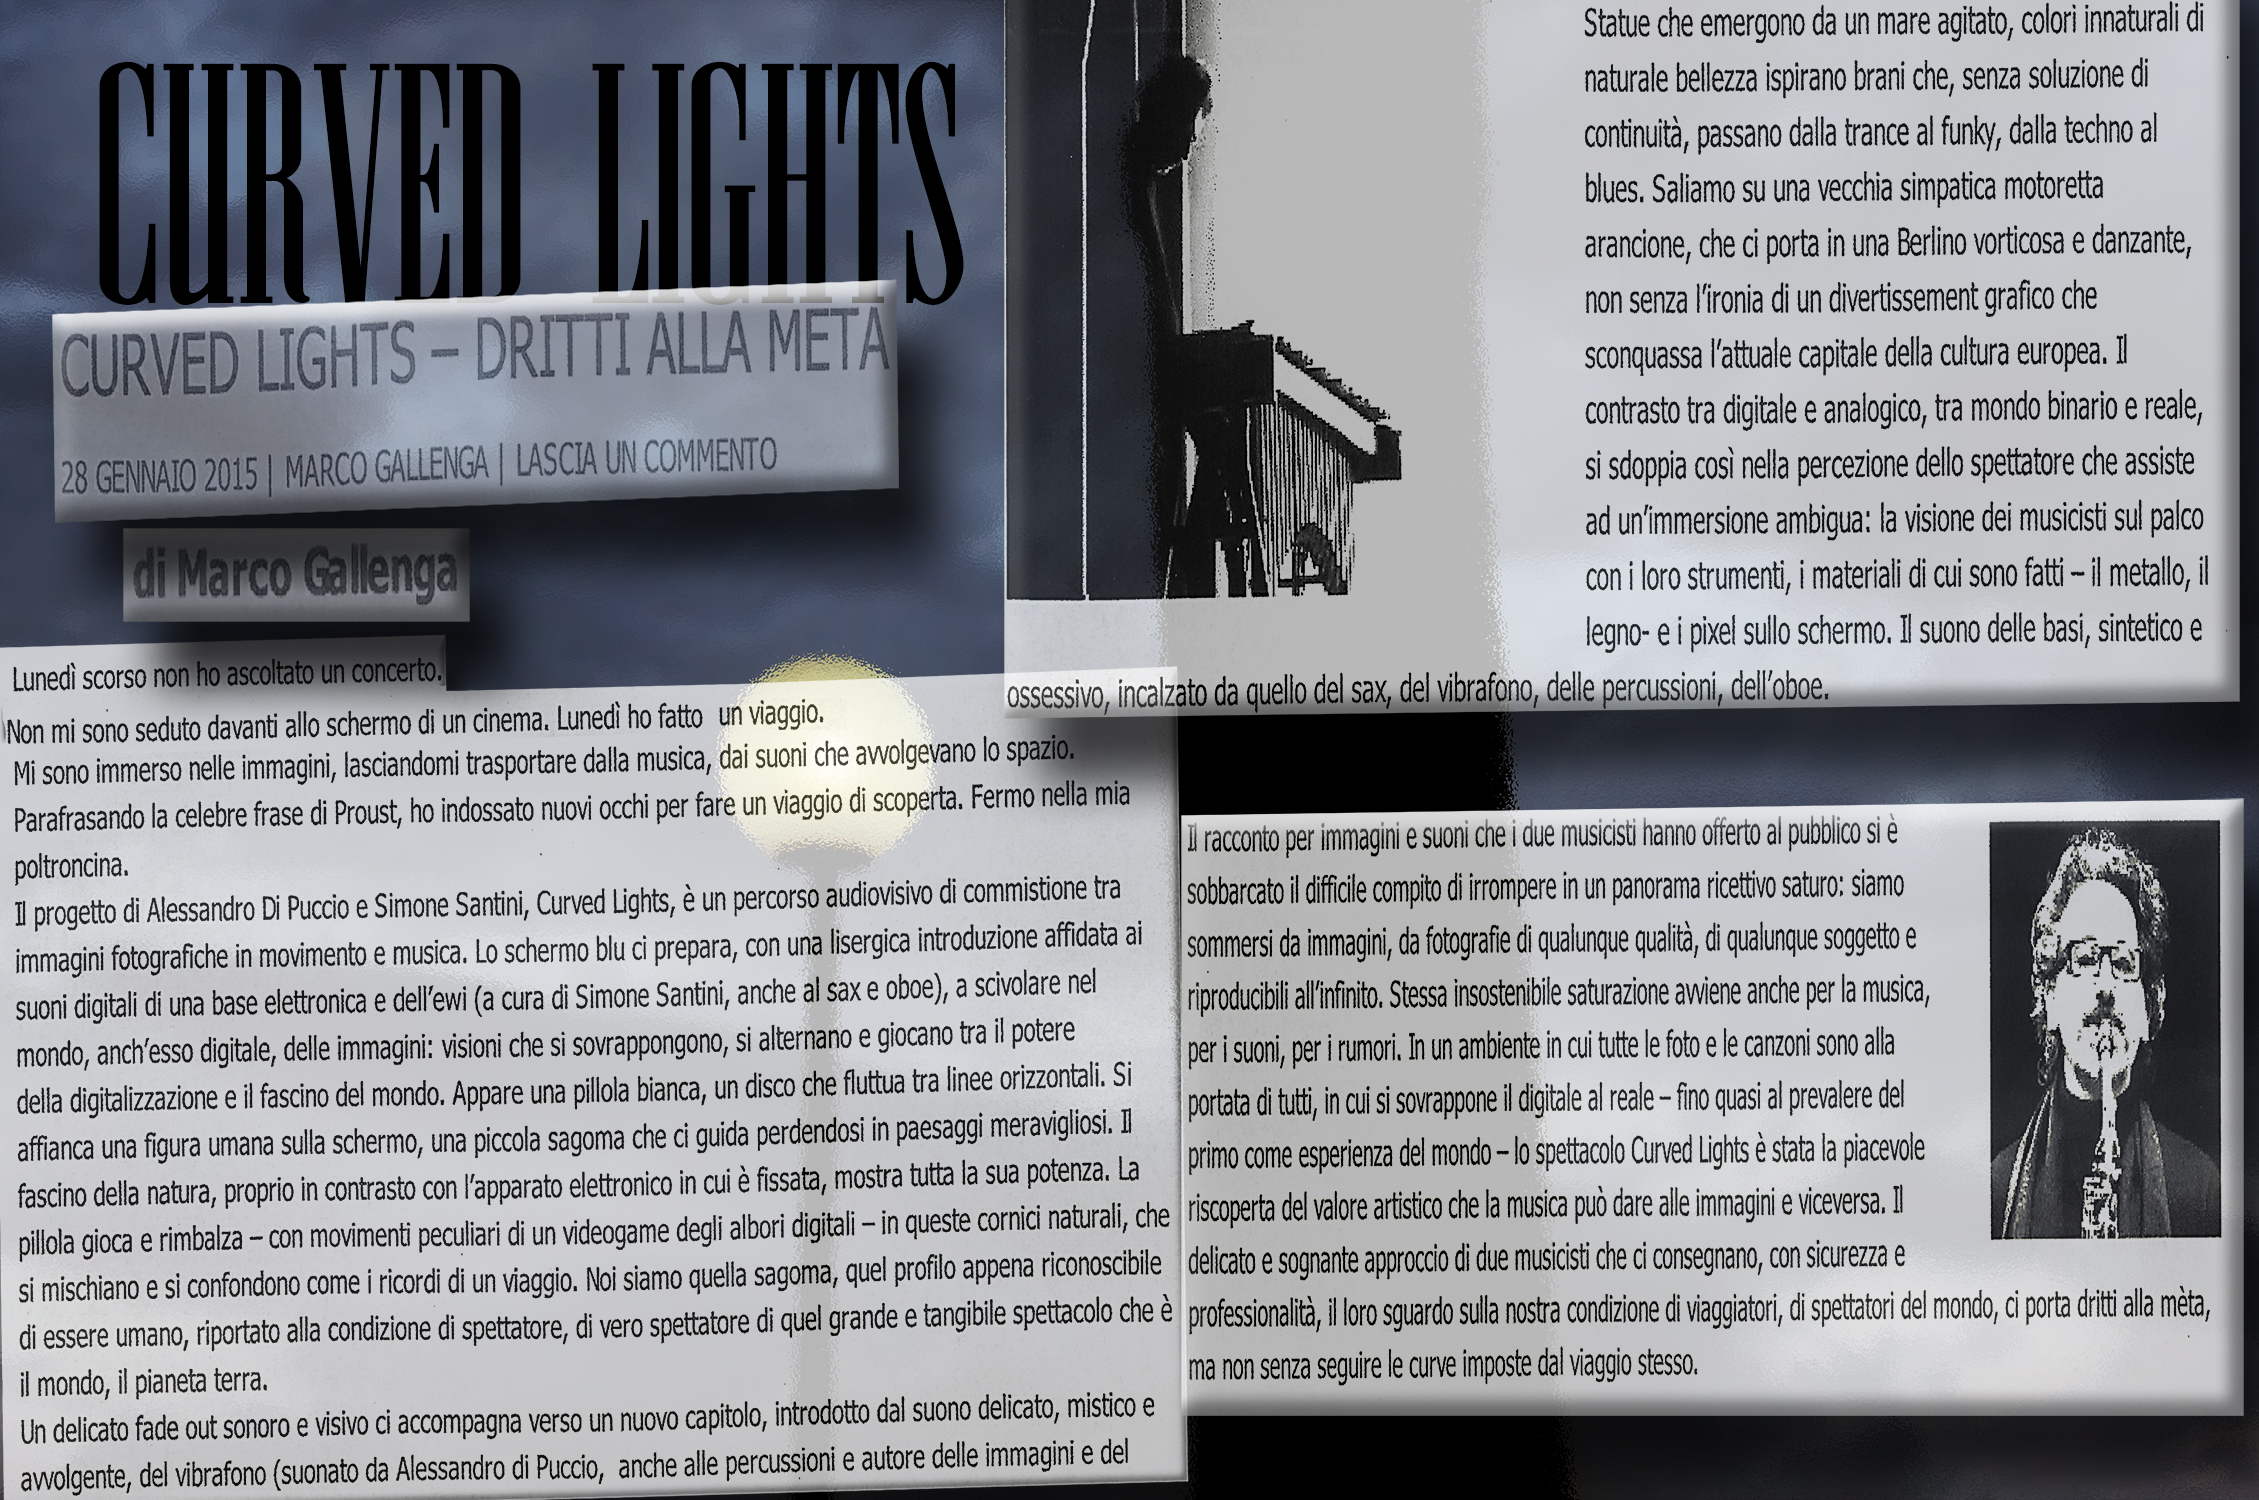 CURVED LIGHTS
CURVED LIGHTS – DRITTI ALLA META
28 GENNAIO 2015 | MARCO GALLENGA | LASCIA UN COMMENTO
di Marco Gallenga
Lunedì scorso non ho ascoltato un concerto.
Non mi sono seduto davanti allo schermo di un cinema. Lunedì ho fatto un viaggio.
Mi sono immerso nelle immagini, lasciandomi trasportare dalla musica, dai suoni che avvolgevano lo spazio.
Parafrasando la celebre frase di Proust, ho indossato nuovi occhi per fare un viaggio di scoperta. Fermo nella mia
poltroncina.
Il progetto di Alessandro Di Puccio e Simone Santini, Curved Lights, è un percorso audiovisivo di commistione tra
immagini fotografiche in movimento e musica. Lo schermo blu ci prepara, con una lisergica introduzione affidata ai
suoni digitali di una base elettronica e dell'ewi (a cura di Simone Santini, anche al sax e oboe), a scivolare nel
mondo, anch'esso digitale, delle immagini: visioni che si sovrappongono, si alternano e giocano tra il potere
della digitalizzazione e il fascino del mondo. Appare una pillola bianca, un disco che fluttua tra linee orizzontali. Si
affianca una figura umana sulla schermo, una piccola sagoma che ci guida perdendosi in paesaggi meravigliosi. Il
fascino della natura, proprio in contrasto con l'apparato elettronico in cui è fissata, mostra tutta la sua potenza. La
pillola gioca e rimbalza – con movimenti peculiari di un videogame degli albori digitali – in queste cornici naturali, che
si mischiano e si confondono come i ricordi di un viaggio. Noi siamo quella sagoma, quel profilo appena riconoscibile
di essere umano, riportato alla condizione di spettatore, di vero spettatore di quel grande e tangibile spettacolo che è
il mondo, il pianeta terra.
Un delicato fade out sonoro e visivo ci accompagna verso un nuovo capitolo, introdotto dal suono delicato, mistico e
avvolgente, del vibrafono (suonato da Alessandro di Puccio, anche alle percussioni e autore delle immagini e del
Statue che emergono da un mare agitato, colori innaturali di
naturale bellezza ispirano brani che, senza soluzione di
continuità, passano dalla trance al funky, dalla techno al
blues. Saliamo su una vecchia simpatica motoretta
arancione, che ci porta in una Berlino vorticosa e danzante,
non senza l'ironia di un divertissement grafico che
sconquassa l'attuale capitale della cultura europea. Il
contrasto tra digitale e analogico, tra mondo binario e reale,
si sdoppia così nella percezione dello spettatore che assiste
ad un'immersione ambigua: la visione dei musicisti sul palco
con i loro strumenti, i materiali di cui sono fatti – il metallo, il
legno- e i pixel sullo schermo. Il suono delle basi, sintetico e
ossessivo, incalzato da quello del sax, del vibrafono, delle percussioni, dell'oboe.
Il racconto per immagini e suoni che i due musicisti hanno offerto al pubblico si è
sobbarcato il difficile compito di irrompere in un panorama ricettivo saturo: siamo
sommersi da immagini, da fotografie di qualunque qualità, di qualunque soggetto e
riproducibili all'infinito. Stessa insostenibile saturazione avviene anche per la musica,
per i suoni, per i rumori. In un ambiente in cui tutte le foto e le canzoni sono alla
portata di tutti, in cui si sovrappone il digitale al reale – fino quasi al prevalere del
primo come esperienza del mondo – lo spettacolo Curved Lights è stata la piacevole
riscoperta del valore artistico che la musica può dare alle immagini e viceversa. Il
delicato e sognante approccio di due musicisti che ci consegnano, con sicurezza e
professionalità, il loro sguardo sulla nostra condizione di viaggiatori, di spettatori del mondo, ci porta dritti alla mèta,
ma non senza seguire le curve imposte dal viaggio stesso.